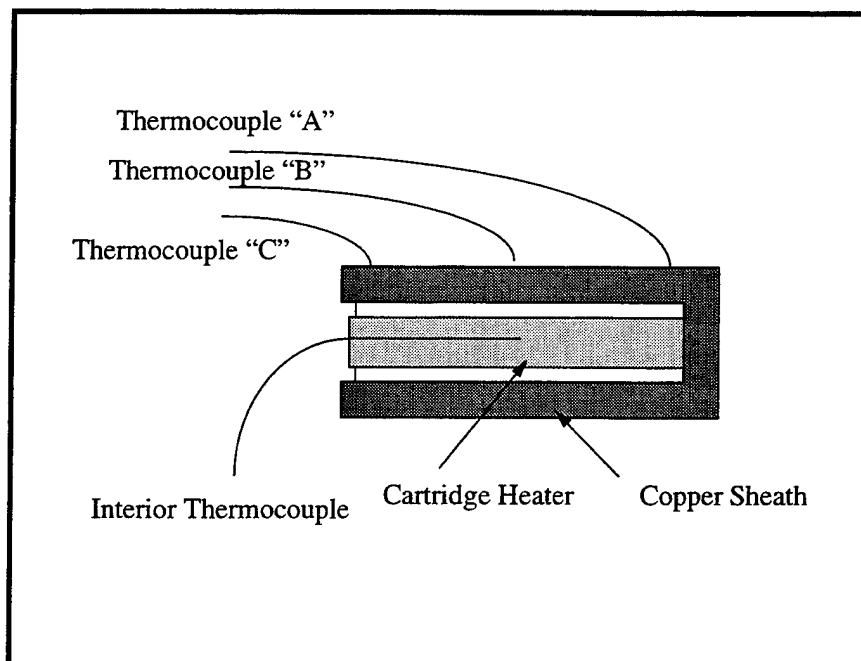 Thermocouple “A”
Thermocouple “B”
Thermocouple “C”
Interior Thermocouple
Cartridge Heater
Copper Sheath